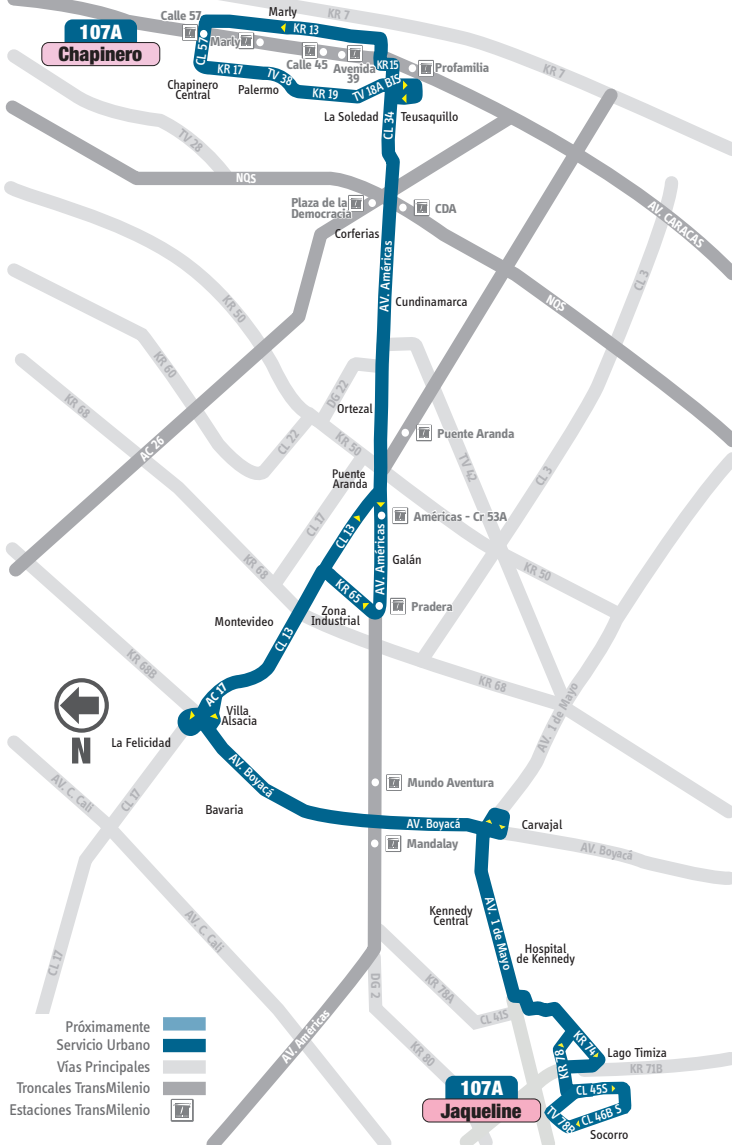 107A
Chapinero
Calle 57
Marly
KR 7
KR 13
Marly
CL 57
Calle 45
Avenida
39
KR 15
Profamilia
KR 7
KR 17
TV 38
KR 19
TV 18A BIS
Chapinero
Central
Palermo
La Soledad
Teusaquillo
CL 34
TV 28
NQS
Plaza de la
Democracia
CDA
AV. CARACAS
Corferias
AV. Américas
CL 3
KR 50
Cundinamarca
NQS
KR 60
DG 22
KR 68
Ortezal
CL 22
KR 50
Puente Aranda
AC 26
TV 42
Puente
Aranda
CL 3
CL 17
CL 13
Américas - Cr 53A
AV. Américas
Galán
KR 68
KR 50
KR 65
Zona
Industrial
Pradera
Montevideo
CL 13
KR 68B
KR 68
AC 17
Villa
Alsacia
AV. 1 de Mayo
N
La Felicidad
AV. Boyacá
Mundo Aventura
AV. C. Cali
CL 17
Bavaria
AV. Boyacá
Carvajal
Mandalay
AV. Boyacá
AV. C. Cali
Kennedy
Central
AV. 1 de Mayo
Hospital
de Kennedy
CL 17
DG 2
KR 78A
CL 41S
AV. Américas
KR 80
KR 74
KR 78
Lago Timiza
KR 71B
Próximamente
Servicio Urbano
Vías Principales
Troncales TransMilenio
Estaciones TransMilenio
107A
Jaqueline
CL 45S
TV 78B
CL 46B S
Socorro